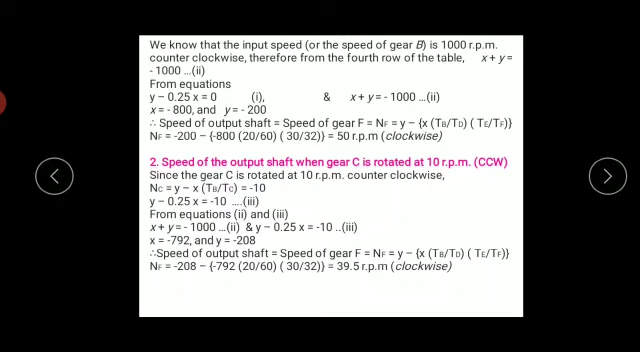 We know that the input speed (or the speed of gear B) is 1000 r.p.m.
counter clockwise, therefore from the fourth row of the table, x + y =
- 1000 ...(ii)
From equations
y – 0.25 x = 0 (i), & x + y = - 1000 ...(ii)
x = - 800, and y = - 200
∴ Speed of output shaft = Speed of gear F = NF = y – {x (TB/TD) ( TE/TF)}
NF = -200 – {-800 (20/60) ( 30/32)} = 50 r.p.m (clockwise)
2. Speed of the output shaft when gear C is rotated at 10 r.p.m. (CCW)
Since the gear C is rotated at 10 r.p.m. counter clockwise,
NC = y – x (TB/TC) = -10
y – 0.25 x = -10 ....(iii)
From equations (ii) and (iii)
x + y = - 1000 ...(ii) & y – 0.25 x = -10 ..(iii)
x = -792, and y = -208
∴Speed of output shaft = Speed of gear F = NF = y – {x (TB/TD) ( TE/TF)}
NF = -208 – {-792 (20/60) ( 30/32)} = 39.5 r.p.m (clockwise)